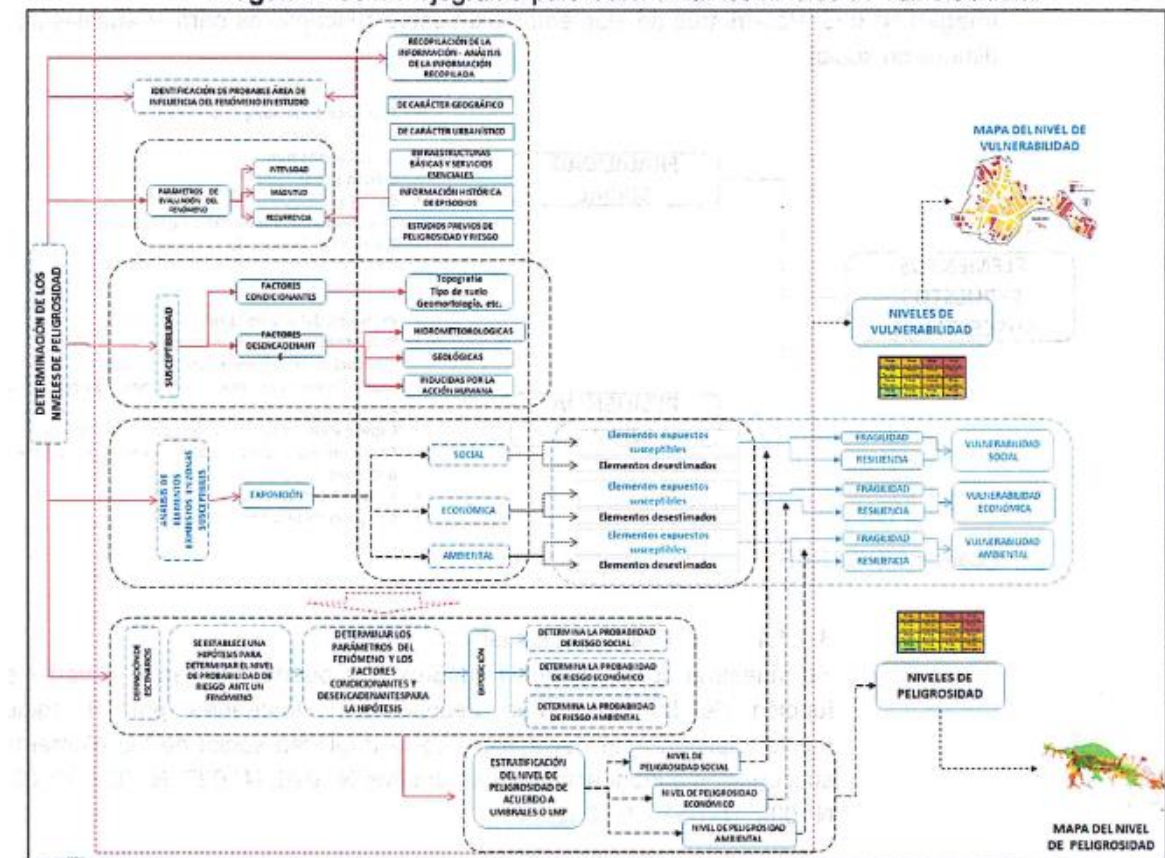 RECOPILACIÓN DE LA
INFORMACIÓN - ANÁLISIS
DE LA INFORMACIÓN
RECOPILADA
IDENTIFICACIÓN DE PROBABLE ÁREA DE
INFLUENCIA DEL FENÓMENO EN ESTUDIO
DE CARÁCTER GEOGRÁFICO
DE CARÁCTER URBANÍSTICO
INFRAESTRUCTURAS
BÁSICAS Y SERVICIOS
ESENCIALES
INFORMACIÓN HISTÓRICA
DE EPISODIOS
ESTUDIOS PREVIOS DE
PELIGROSIDAD Y RIESGO
PARÁMETROS DE
EVALUACIÓN DEL
FENÓMENO
INTENSIDAD
MAGNITUD
RECURRENCIA
MAPA DEL NIVEL DE
VULNERABILIDAD
DETERMINACIÓN DE LOS
NIVELES DE PELIGROSIDAD
SUSCEPTIBILIDAD
FACTORES
CONDICIONANTES
FACTORES
DESENCADENANT
E
Topografía
Tipo de suelo
Geomorfología, etc.
HIDROMETEOROLOGICAS
GEOLÓGICAS
INDUCIDAS POR LA
ACCIÓN HUMANA
NIVELES DE
VULNERABILIDAD
ANÁLISIS DE
ELEMENTOS
EXPUESTOS EN ZONAS
SUSCEPTIBLES
EXPOSICIÓN
SOCIAL
ECONÓMICA
AMBIENTAL
Elementos expuestos
susceptibles
Elementos desestimados
Elementos expuestos
susceptibles
Elementos desestimados
Elementos expuestos
susceptibles
Elementos desestimados
FRAGILIDAD
RESILIENCIA
VULNERABILIDAD
SOCIAL
FRAGILIDAD
RESILIENCIA
VULNERABILIDAD
ECONÓMICA
FRAGILIDAD
RESILIENCIA
VULNERABILIDAD
AMBIENTAL
DEFINICIÓN DE
ESCENARIOS
SE ESTABLECE UNA
HIPÓTESIS PARA
DETERMINAR EL NIVEL
DE PROBABILIDAD DE
RIESGO ANTE UN
FENÓMENO
DETERMINAR LOS
PARÁMETROS DEL
FENÓMENO Y LOS
FACTORES
CONDICIONANTES Y
DESENCADENANTESPARA
LA HIPÓTESIS
EXPOSICIÓN
DETERMINA LA PROBABIDAD
DE RIESGO SOCIAL
DETERMINA LA PROBABIDAD
DE RIESGO ECONÓMICO
DETERMINA LA PROBABIDAD
DE RIESGO AMBIENTAL
NIVELES DE
PELIGROSIDAD
ESTRATIFICACIÓN
DEL NIVEL DE
PELIGROSIDAD DE
ACUERDO A
UMBRALES O LMP
NIVEL DE
PELIGROSIDAD SOCIAL
NIVEL DE PELIGROSIDAD
ECONÓMICO
NIVEL DE PELIGROSIDAD
AMBIENTAL
MAPA DEL NIVEL
DE PELIGROSIDAD